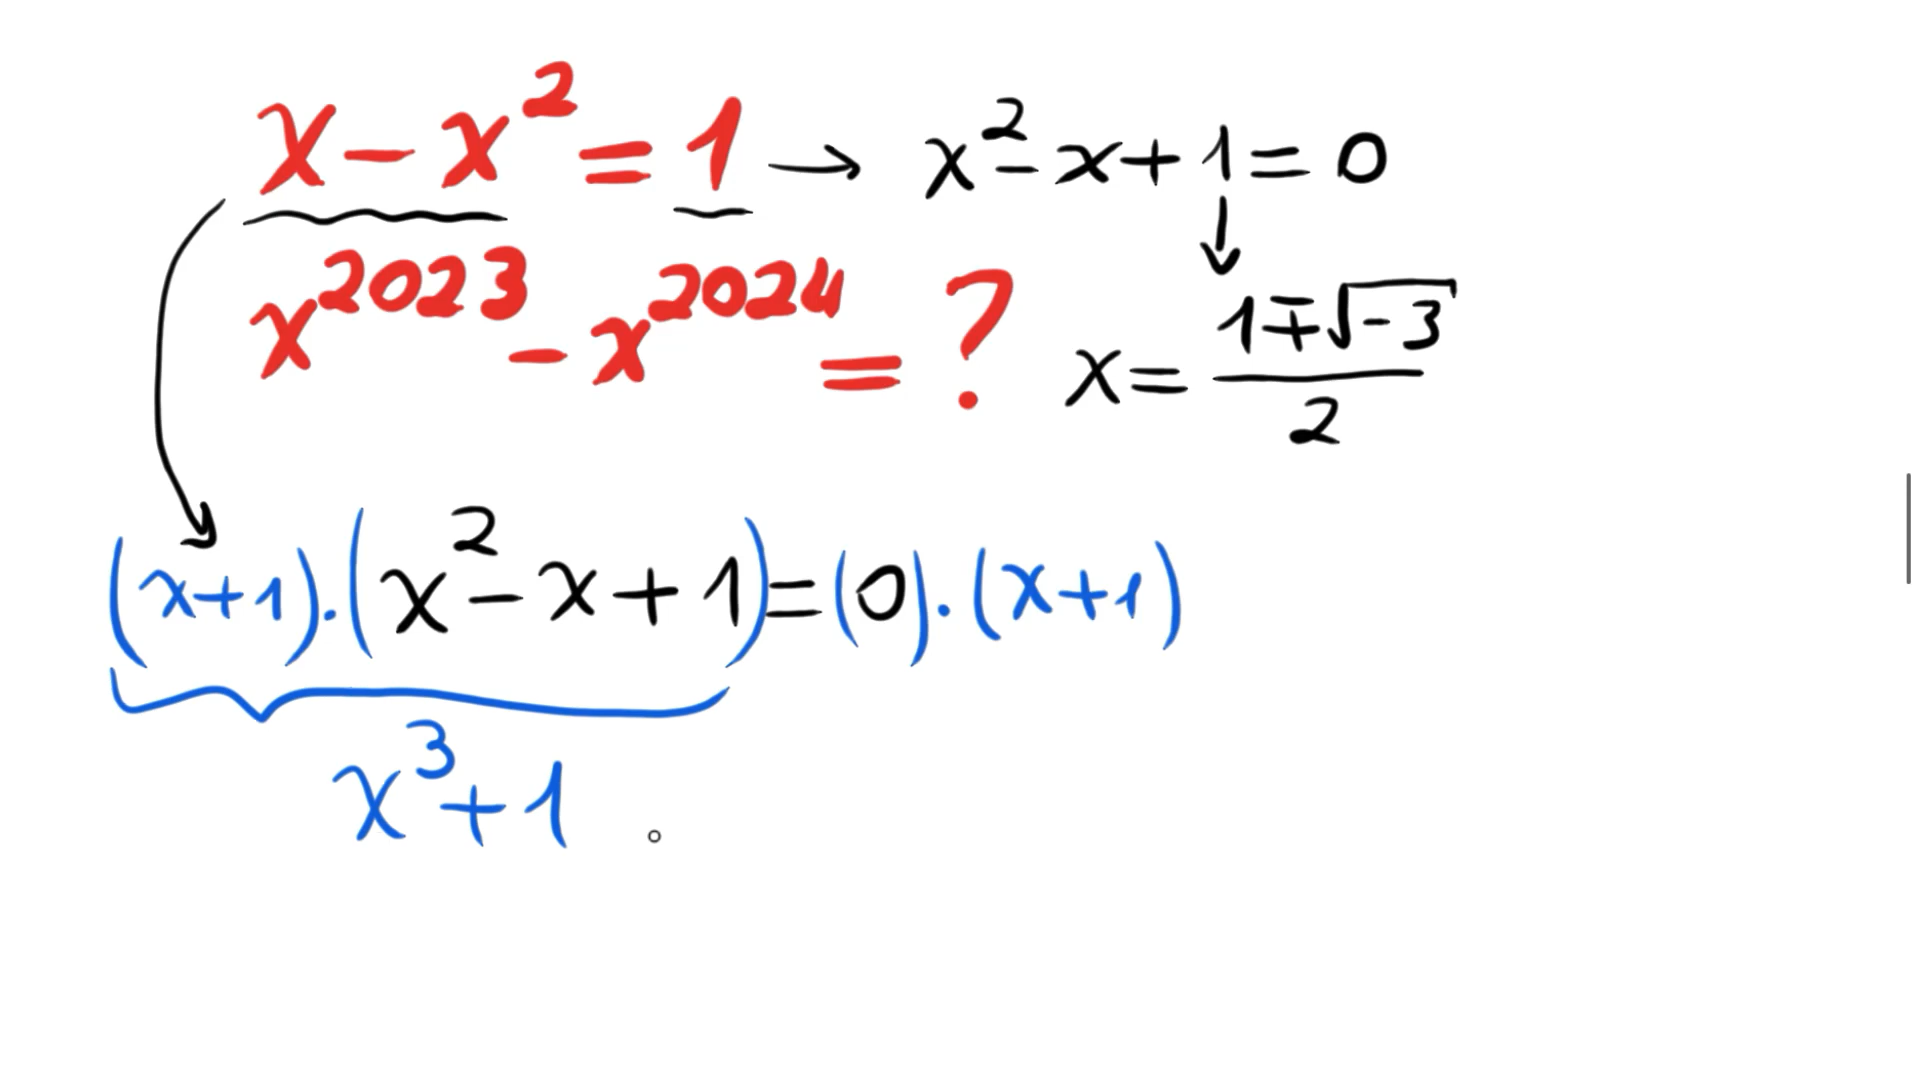 x - x² = 1 → x² - x + 1 = 0
x²⁰²³ - x²⁰²⁴ = ?
x = (1 ∓ √-3) / 2
(x+1) · (x² - x + 1) = (0) · (x+1)
x³ + 1